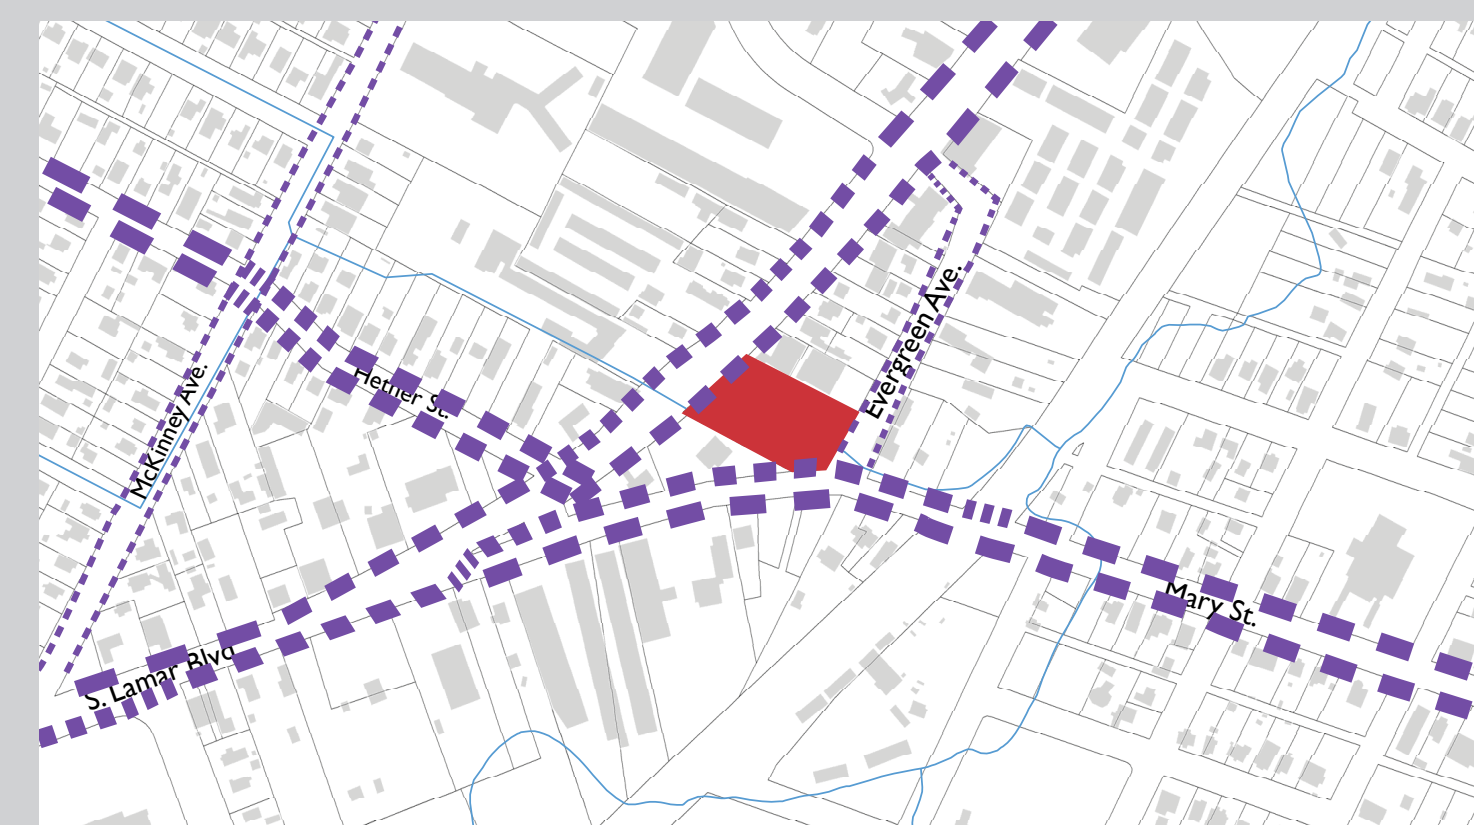 Evergreen Ave.
McKinney Ave.
Hether St.
Mary St.
S. Lamar Blvd